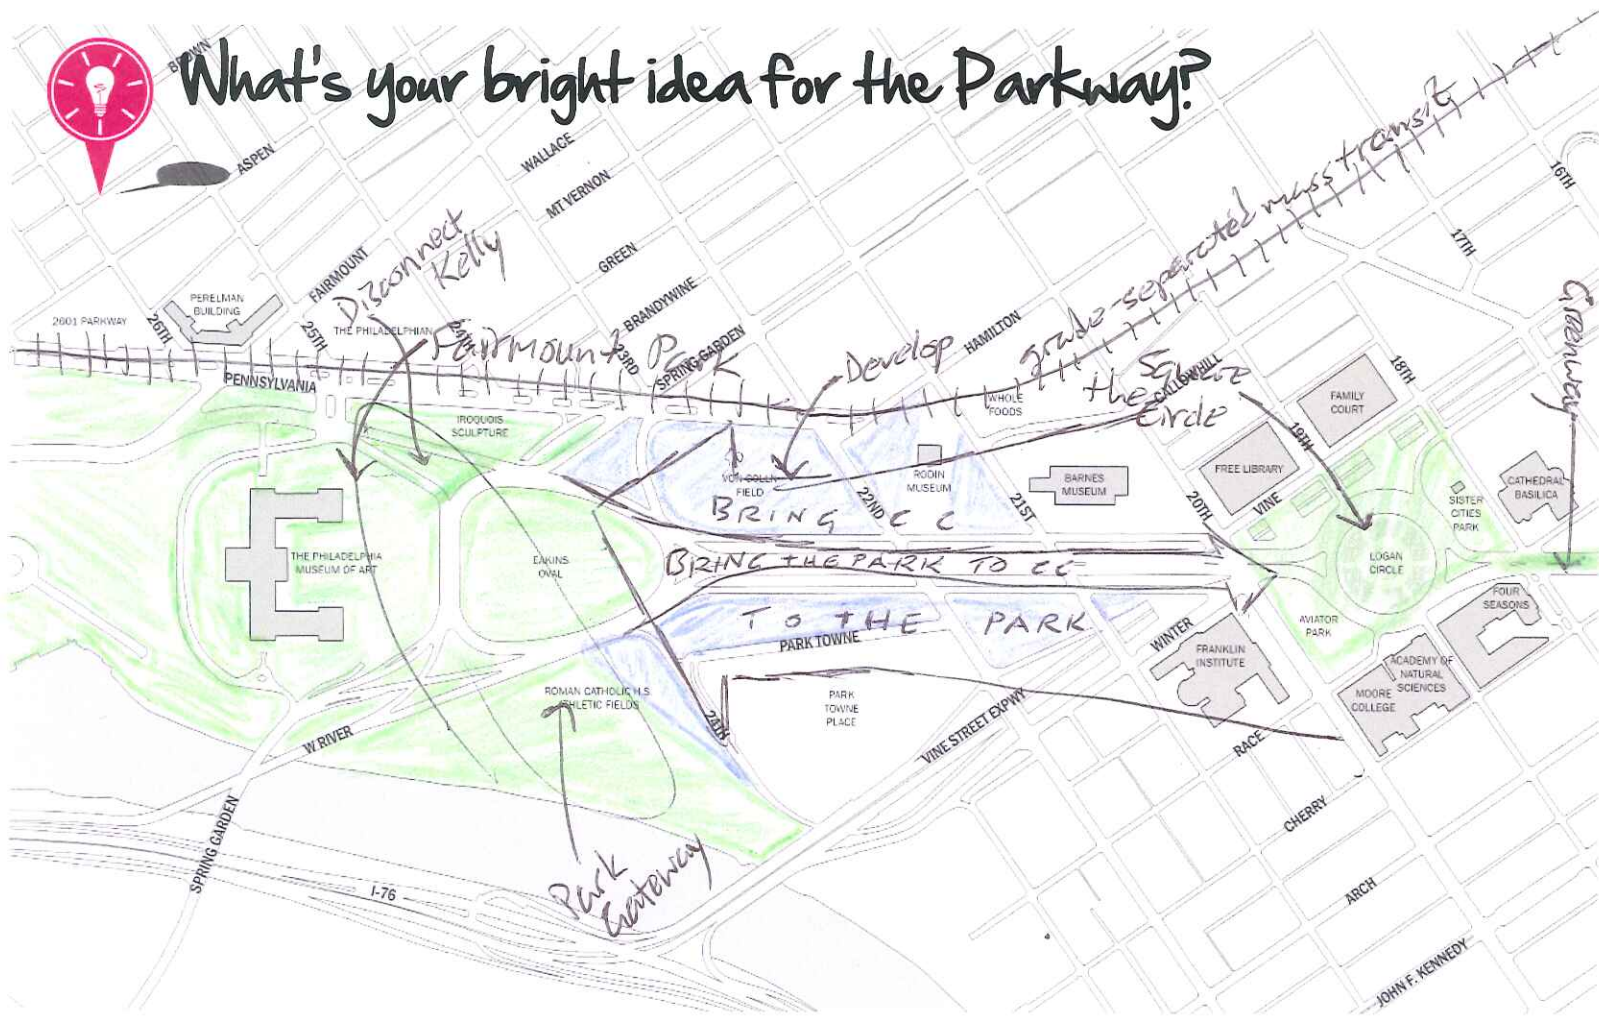 What's your bright idea for the Parkway?
BROWN
ASPEN
WALLACE
MT VERNON
GREEN
BRANDYWINE
SPRING GARDEN
HAMILTON
CALLOWHILL
FAIRMOUNT
16TH
17TH
18TH
19TH
20TH
21ST
22ND
23RD
24TH
25TH
26TH
2601 PARKWAY
PERELMAN
BUILDING
THE PHILADELPHIAN
PENNSYLVANIA
Disconnect
Kelly
Fairmount Park
Develop
grade-separated mass transit
Square
the
Circle
Greenway
IROQUOIS
SCULPTURE
WHOLE
FOODS
FAMILY
COURT
FREE LIBRARY
VINE
VON COLLN
FIELD
RODIN
MUSEUM
BARNES
MUSEUM
SISTER
CITIES
PARK
CATHEDRAL
BASILICA
BRING CC
BRING THE PARK TO CC
TO THE PARK
THE PHILADELPHIA
MUSEUM OF ART
EAKINS
OVAL
LOGAN
CIRCLE
FOUR
SEASONS
AVIATOR
PARK
PARK TOWNE
WINTER
FRANKLIN
INSTITUTE
ACADEMY OF
NATURAL
SCIENCES
MOORE
COLLEGE
ROMAN CATHOLIC H.S.
ATHLETIC FIELDS
24TH
PARK
TOWNE
PLACE
VINE STREET EXPWY
RACE
W RIVER
CHERRY
SPRING GARDEN
I-76
Park
Gateway
ARCH
JOHN F. KENNEDY